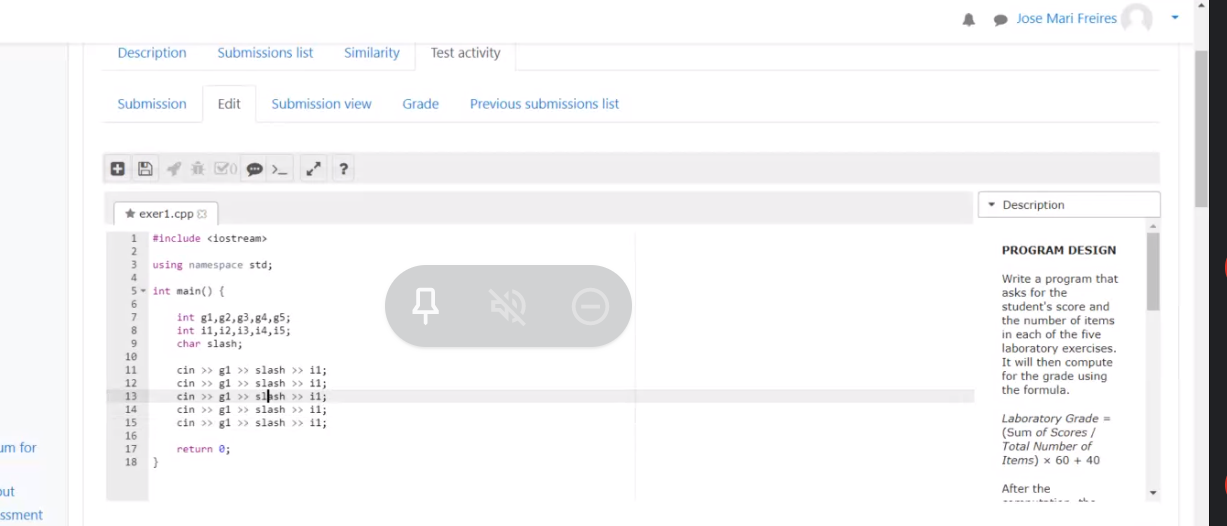 Jose Mari Freires
Description Submissions list Similarity Test activity
Submission Edit Submission view Grade Previous submissions list
>_ ?
exer1.cpp
Description
1 #include <iostream>
2
3 using namespace std;
4
5 int main() {
6
7 int g1,g2,g3,g4,g5;
8 int i1,i2,i3,i4,i5;
9 char slash;
10
11 cin >> g1 >> slash >> i1;
12 cin >> g1 >> slash >> i1;
13 cin >> g1 >> slash >> i1;
14 cin >> g1 >> slash >> i1;
15 cin >> g1 >> slash >> i1;
16
17 return 0;
18 }
PROGRAM DESIGN
Write a program that
asks for the
student's score and
the number of items
in each of the five
laboratory exercises.
It will then compute
for the grade using
the formula.
Laboratory Grade =
(Sum of Scores /
Total Number of
Items) × 60 + 40
After the
um for
out
ssment